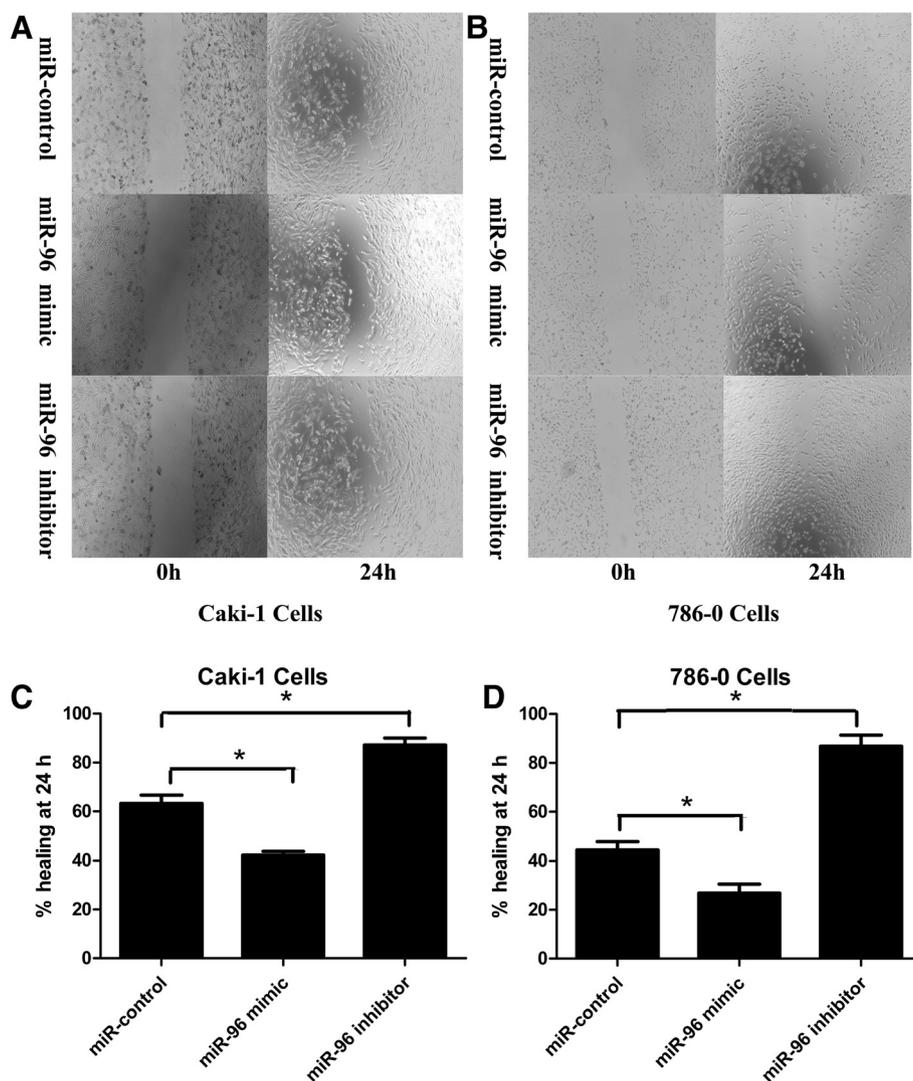 A
B
miR-control
miR-96 mimic
miR-96 inhibitor
0h
24h
Caki-1 Cells
miR-control
miR-96 mimic
miR-96 inhibitor
0h
24h
786-0 Cells
C
Caki-1 Cells
% healing at 24 h
100
80
60
40
20
0
*
*
miR-control
miR-96 mimic
miR-96 inhibitor
D
786-0 Cells
% healing at 24 h
100
80
60
40
20
0
*
*
miR-control
miR-96 mimic
miR-96 inhibitor